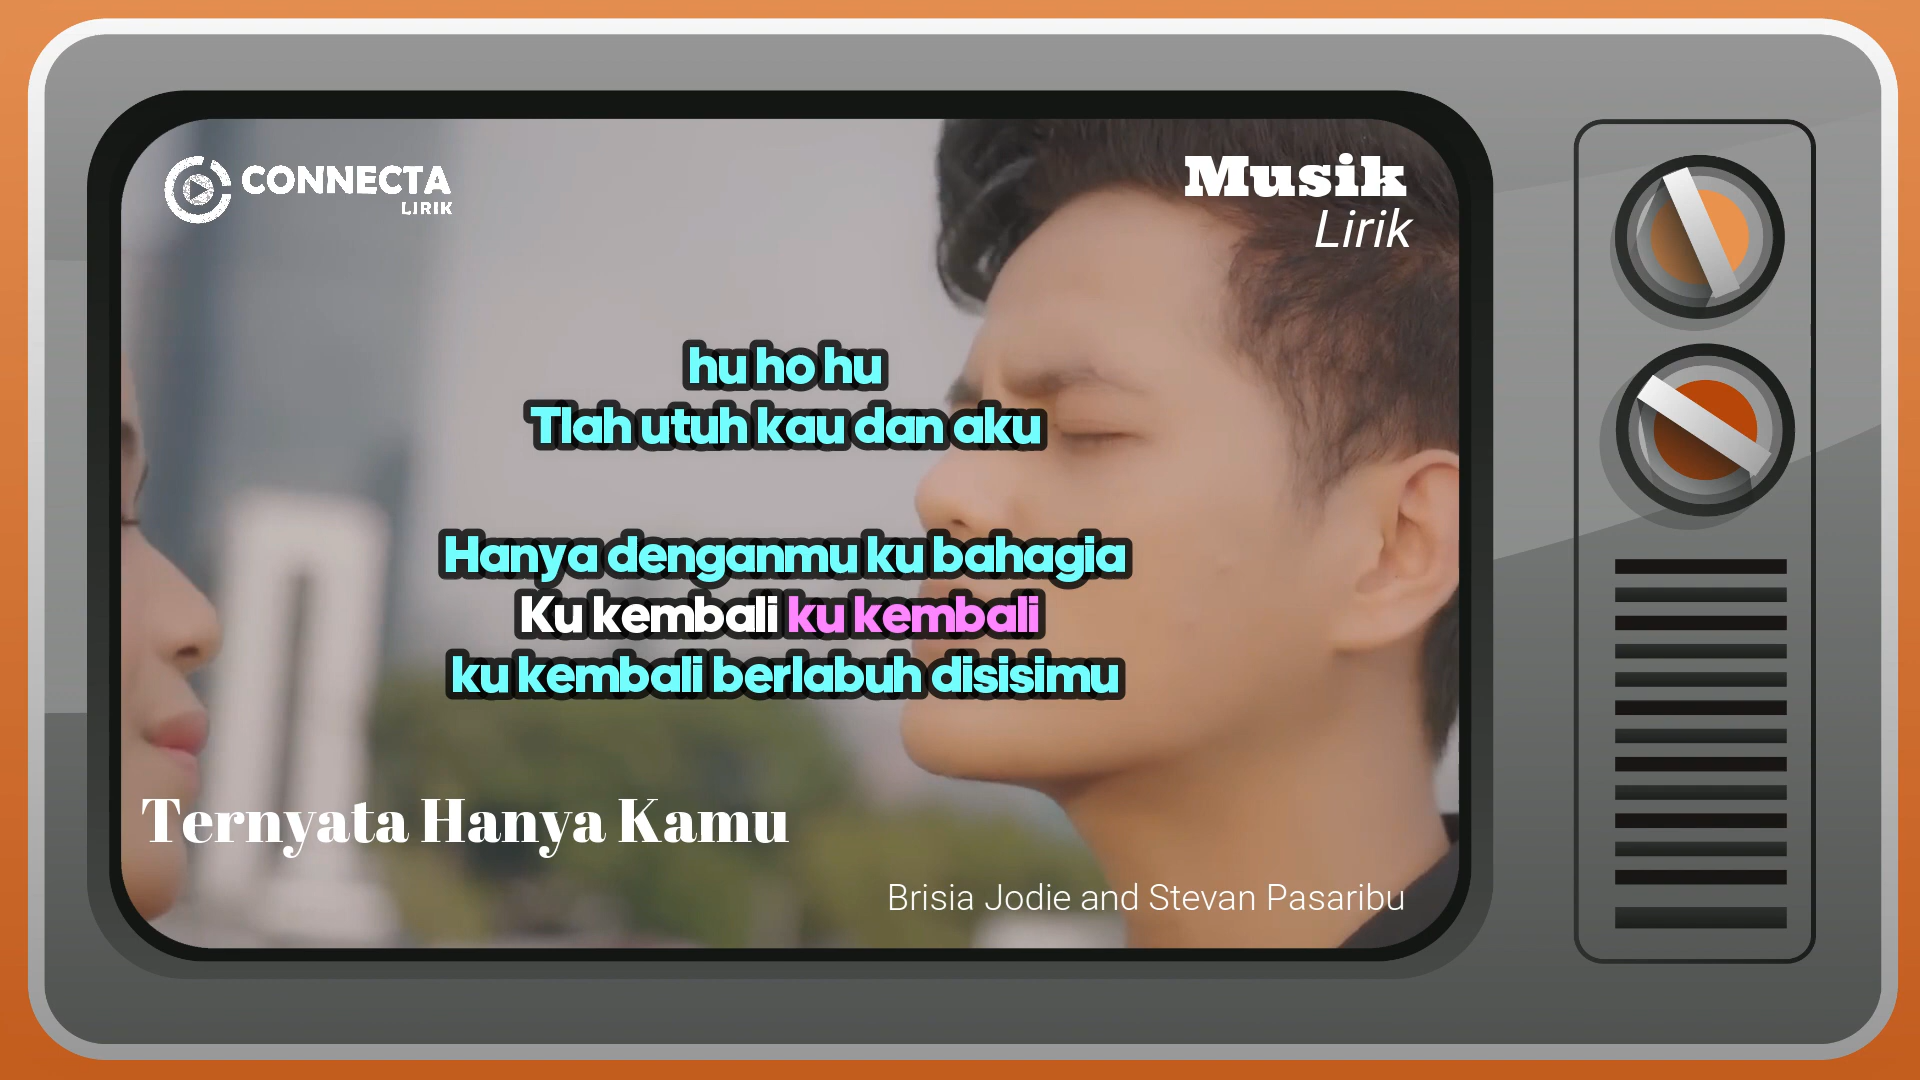 CONNECTA
LIRIK
Musik
Lirik
hu ho hu
Tlah utuh kau dan aku
Hanya denganmu ku bahagia
Ku kembali ku kembali
ku kembali berlabuh disisimu
Ternyata Hanya Kamu
Brisia Jodie and Stevan Pasaribu